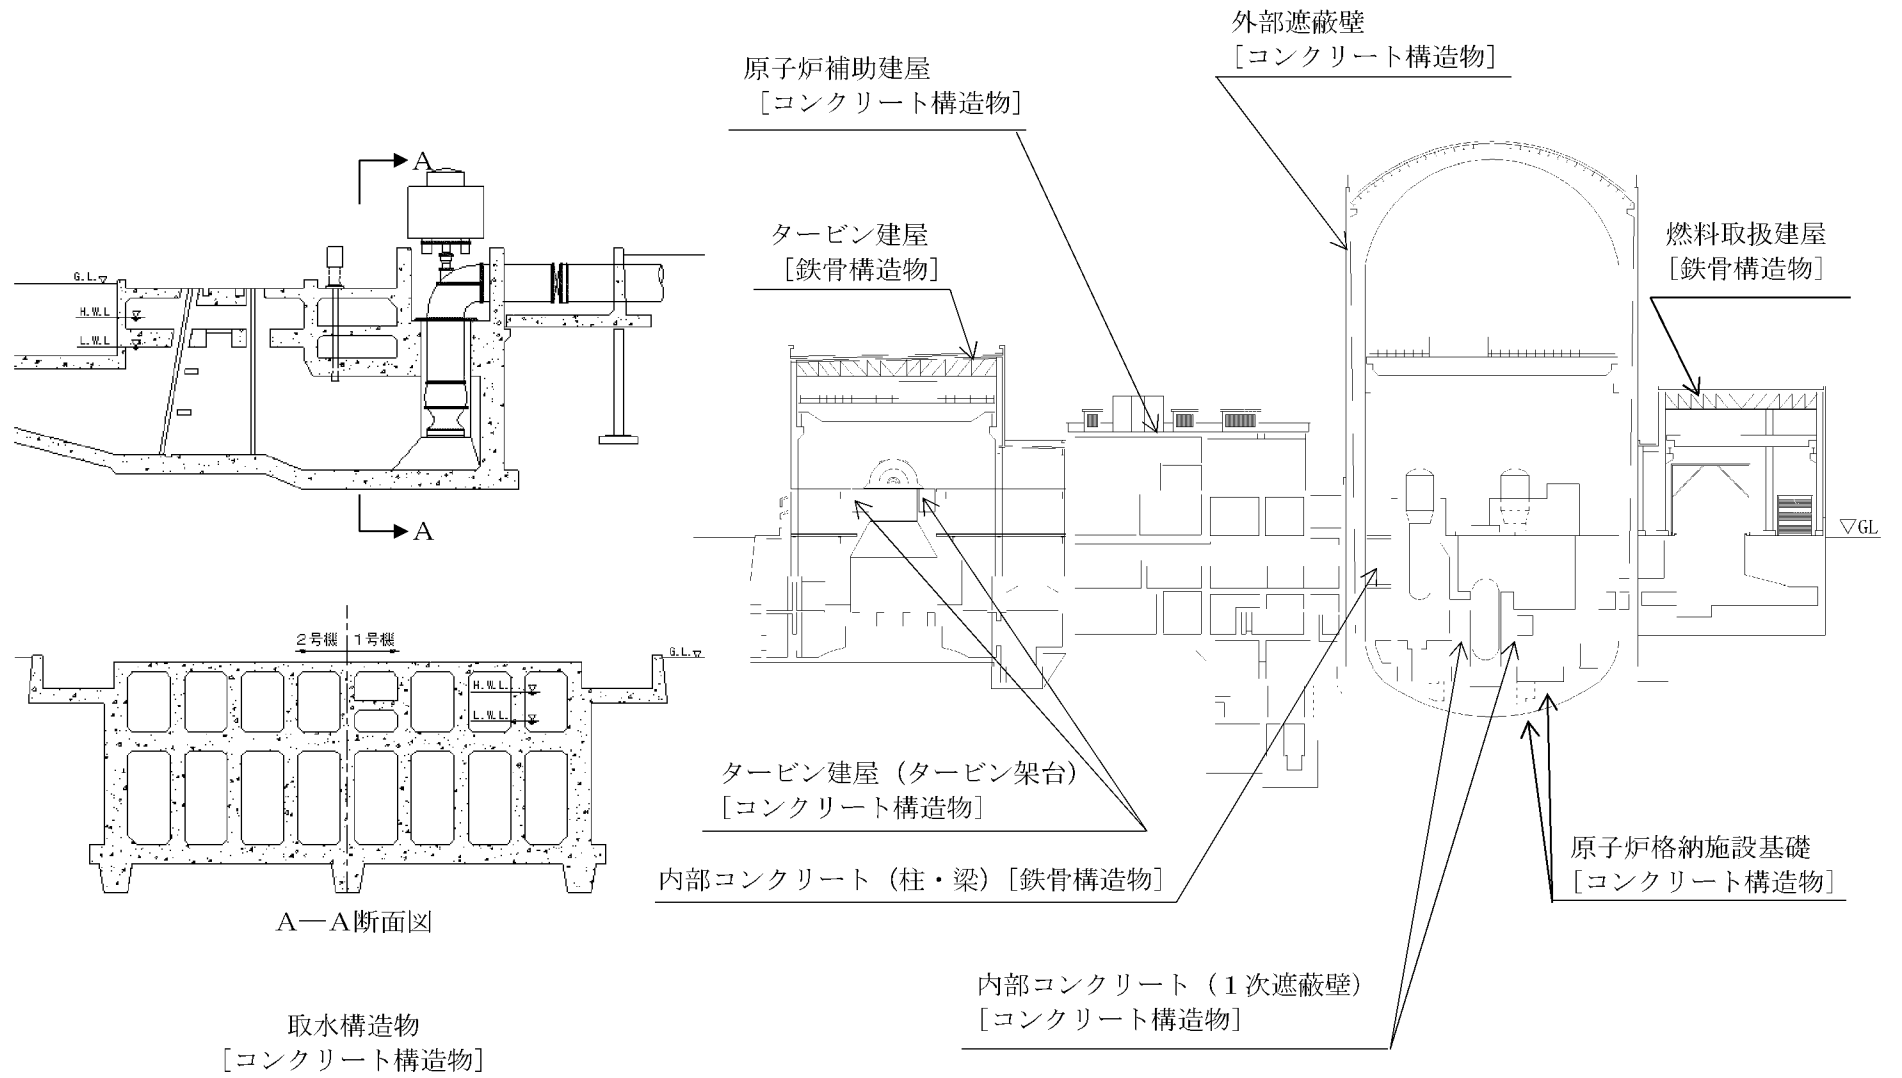 外部遮蔽壁
［コンクリート構造物］
原子炉補助建屋
［コンクリート構造物］
A
タービン建屋
［鉄骨構造物］
燃料取扱建屋
［鉄骨構造物］
G.L.
H.W.L
L.W.L
A
▽GL
2号機
1号機
G.L.
H.W.L.
L.W.L.
タービン建屋（タービン架台）
［コンクリート構造物］
内部コンクリート（柱・梁）［鉄骨構造物］
原子炉格納施設基礎
［コンクリート構造物］
A―A断面図
内部コンクリート（１次遮蔽壁）
［コンクリート構造物］
取水構造物
［コンクリート構造物］